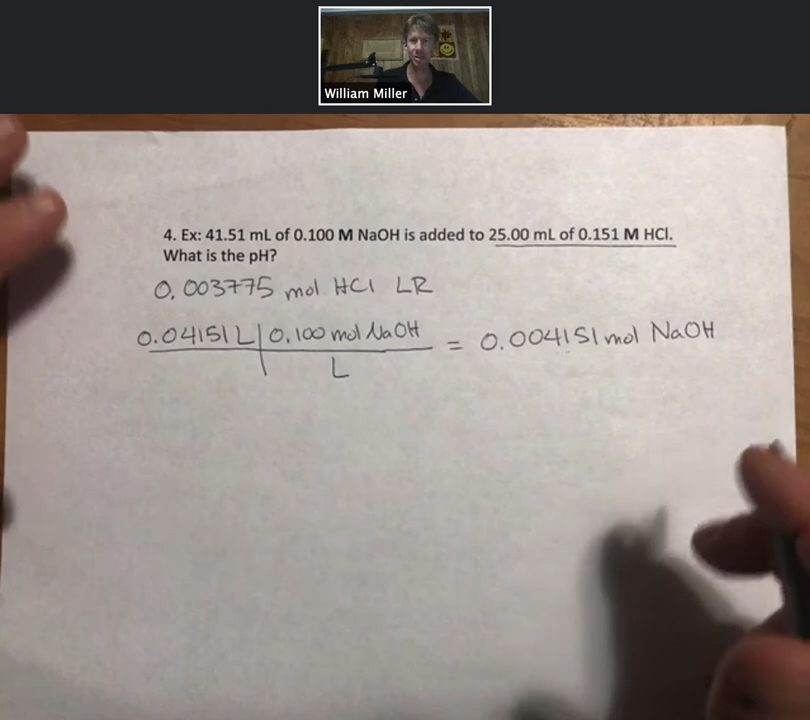 William Miller
4. Ex: 41.51 mL of 0.100 M NaOH is added to 25.00 mL of 0.151 M HCl.
What is the pH?
0.003775 mol HCl LR
0.04151 L | 0.100 mol NaOH = 0.004151 mol NaOH
L